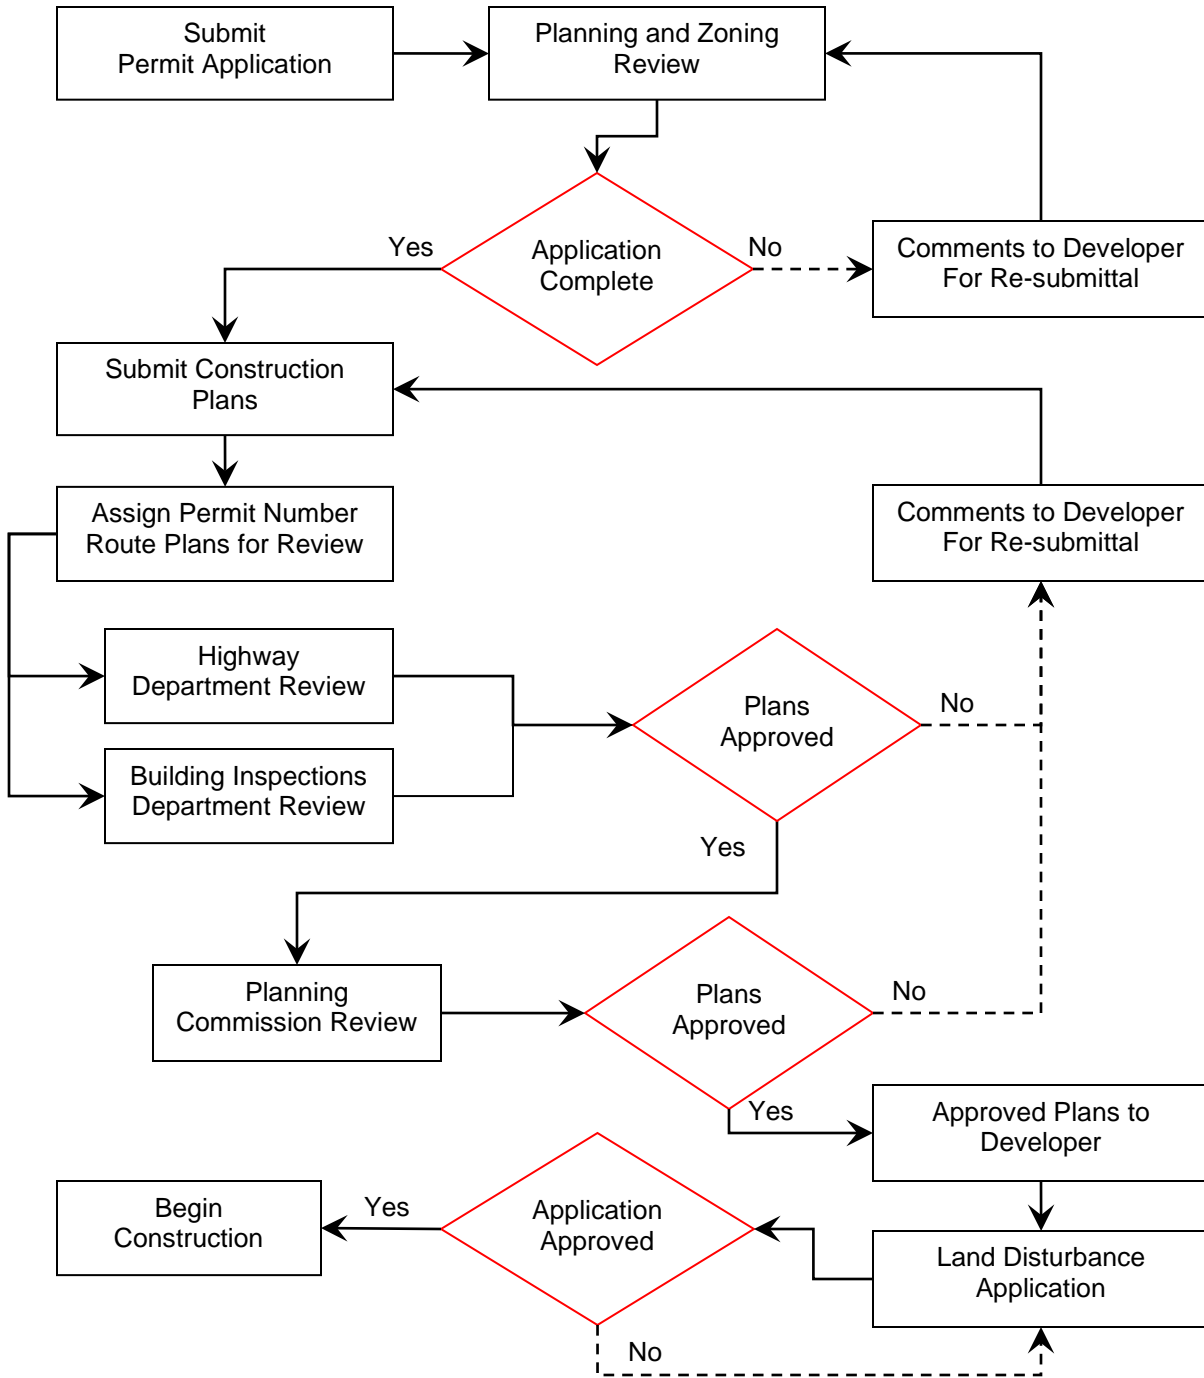 Submit
Permit Application
Planning and Zoning
Review
Yes
Application
Complete
No
Comments to Developer
For Re-submittal
Submit Construction
Plans
Assign Permit Number
Route Plans for Review
Comments to Developer
For Re-submittal
Highway
Department Review
Plans
Approved
No
Building Inspections
Department Review
Yes
Planning
Commission Review
Plans
Approved
No
Yes
Approved Plans to
Developer
Begin
Construction
Yes
Application
Approved
Land Disturbance
Application
No